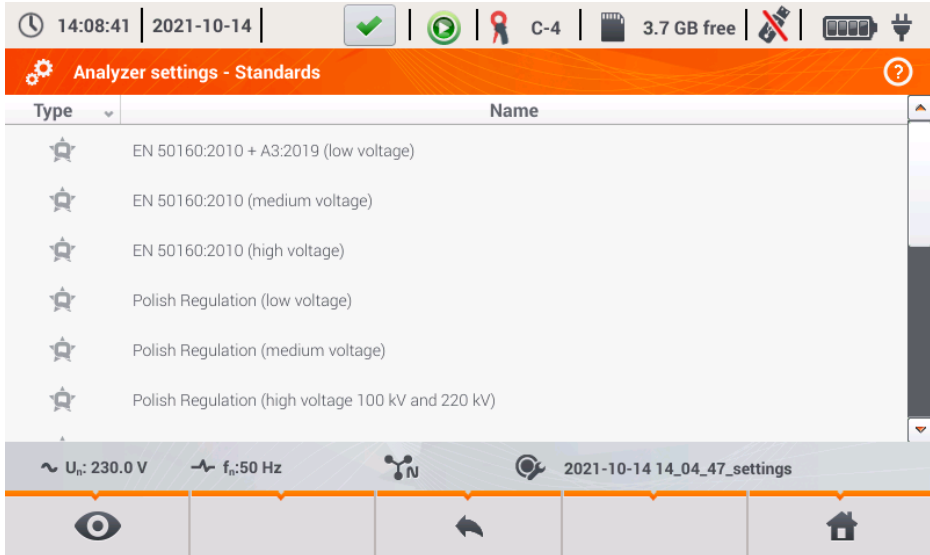 14:08:41 2021-10-14 C-4 3.7 GB free
Analyzer settings - Standards ?
Type Name
EN 50160:2010 + A3:2019 (low voltage)
EN 50160:2010 (medium voltage)
EN 50160:2010 (high voltage)
Polish Regulation (low voltage)
Polish Regulation (medium voltage)
Polish Regulation (high voltage 100 kV and 220 kV)
Un: 230.0 V fn:50 Hz N 2021-10-14 14_04_47_settings